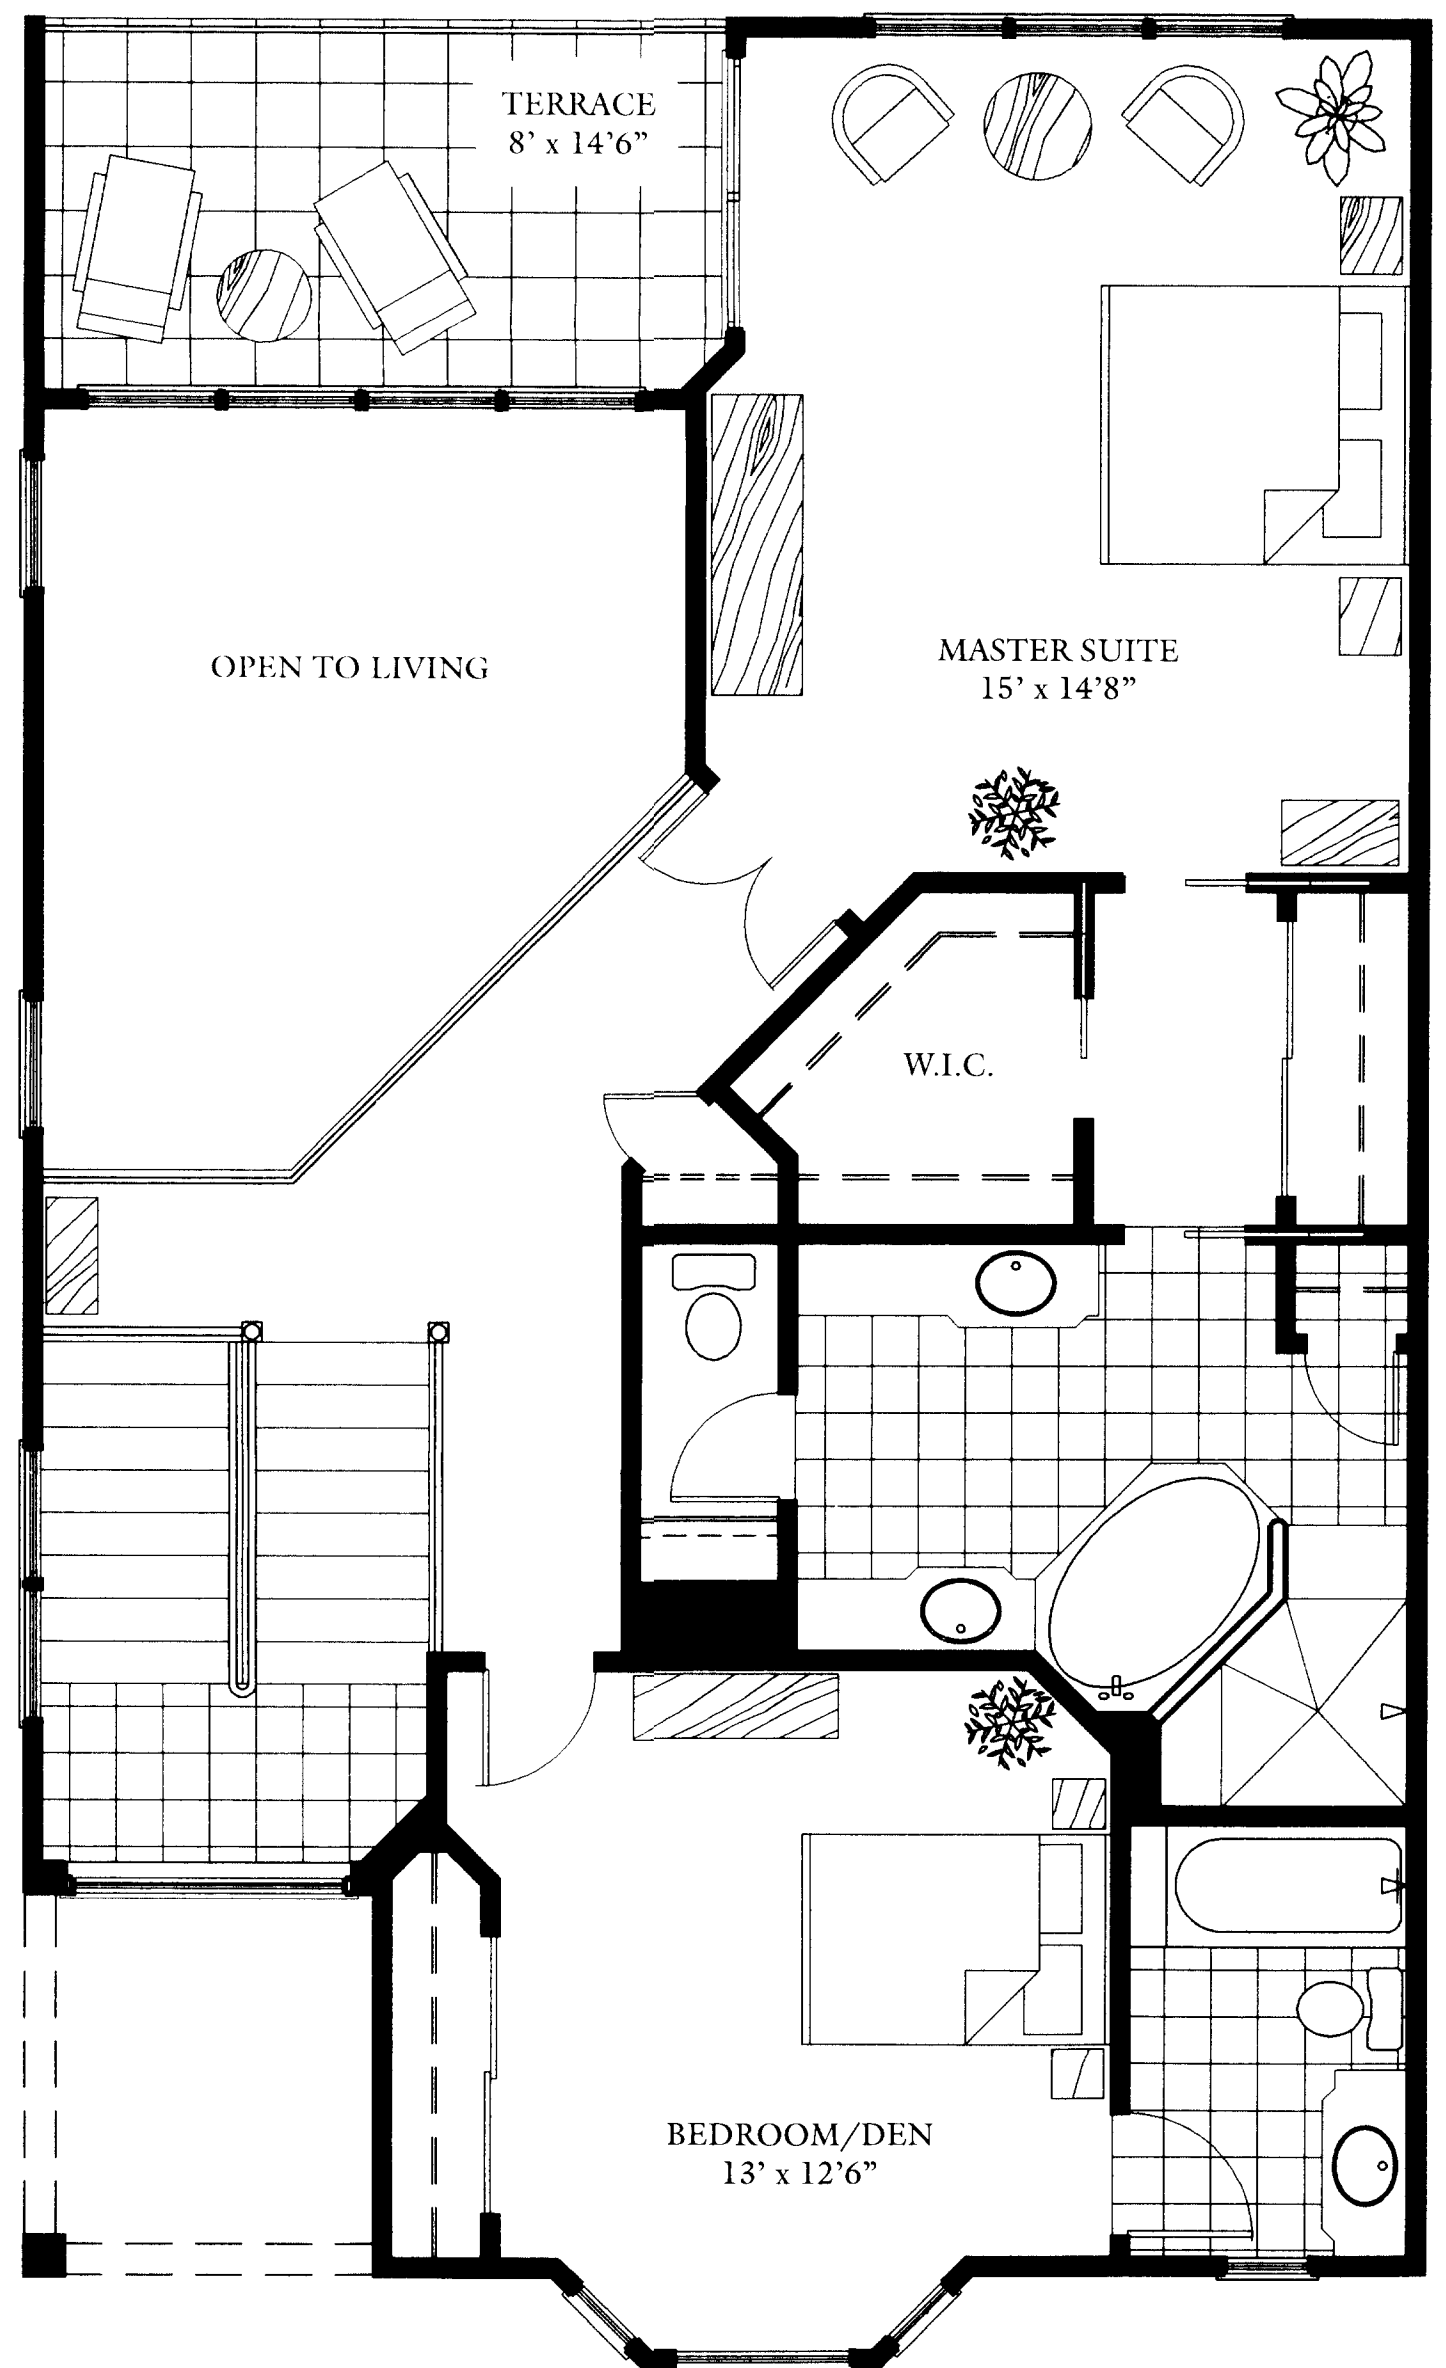 TERRACE
8' x 14'6"
OPEN TO LIVING
MASTER SUITE
15' x 14'8"
W.I.C.
BEDROOM/DEN
13' x 12'6"